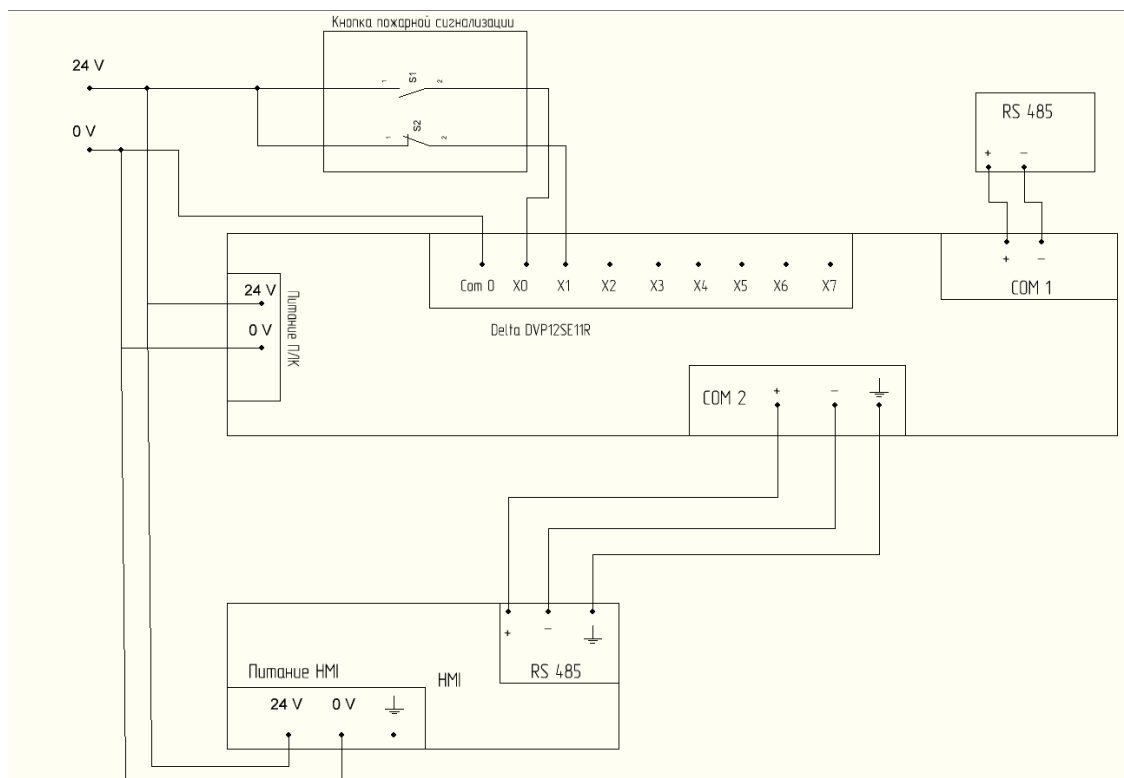 Кнопка пожарной сигнализации
24 V
1 S1 2
0 V
1 S2 2
RS 485
+ −
24 V
0 V
Питание ПЛК
Com 0 X0 X1 X2 X3 X4 X5 X6 X7
+ −
COM 1
Delta DVP12SE11R
COM 2 + −
+ −
RS 485
Питание HMI
HMI
24 V 0 V